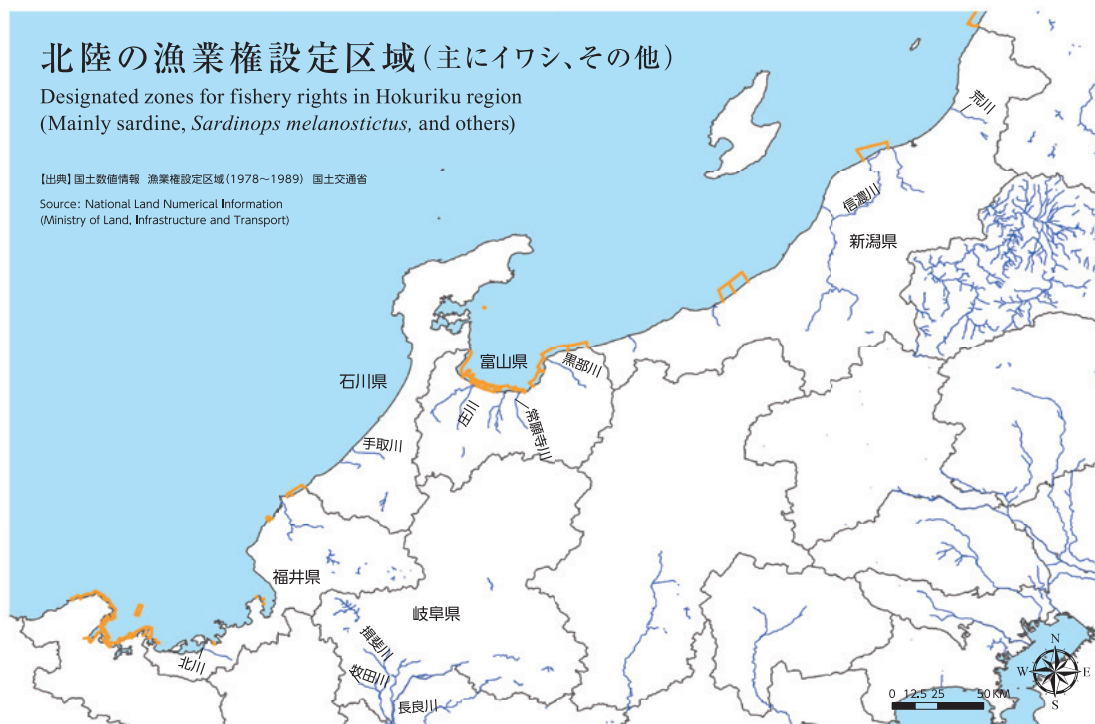 北陸の漁業権設定区域(主にイワシ、その他)
Designated zones for fishery rights in Hokuriku region
(Mainly sardine, Sardinops melanostictus, and others)
【出典】国土数値情報 漁業権設定区域(1978〜1989) 国土交通省
Source: National Land Numerical Information
(Ministry of Land, Infrastructure and Transport)
荒川
信濃川
新潟県
富山県
黒部川
石川県
庄川
常願寺川
手取川
福井県
岐阜県
揖斐川
北川
牧田川
長良川
N
W
E
S
0 12.5 25 50KM